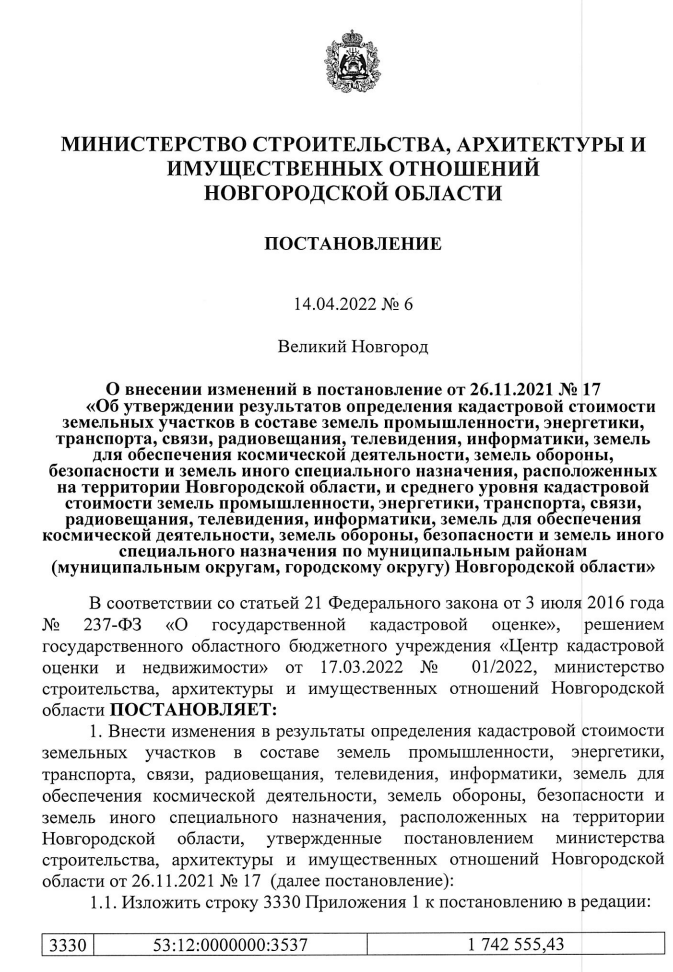 МИНИСТЕРСТВО СТРОИТЕЛЬСТВА, АРХИТЕКТУРЫ И
ИМУЩЕСТВЕННЫХ ОТНОШЕНИЙ
НОВГОРОДСКОЙ ОБЛАСТИ
ПОСТАНОВЛЕНИЕ
14.04.2022 № 6
Великий Новгород
О внесении изменений в постановление от 26.11.2021 № 17
«Об утверждении результатов определения кадастровой стоимости
земельных участков в составе земель промышленности, энергетики,
транспорта, связи, радиовещания, телевидения, информатики, земель
для обеспечения космической деятельности, земель обороны,
безопасности и земель иного специального назначения, расположенных
на территории Новгородской области, и среднего уровня кадастровой
стоимости земель промышленности, энергетики, транспорта, связи,
радиовещания, телевидения, информатики, земель для обеспечения
космической деятельности, земель обороны, безопасности и земель иного
специального назначения по муниципальным районам
(муниципальным округам, городскому округу) Новгородской области»
В соответствии со статьей 21 Федерального закона от 3 июля 2016 года
№ 237-ФЗ «О государственной кадастровой оценке», решением
государственного областного бюджетного учреждения «Центр кадастровой
оценки и недвижимости» от 17.03.2022 № 01/2022, министерство
строительства, архитектуры и имущественных отношений Новгородской
области ПОСТАНОВЛЯЕТ:
1. Внести изменения в результаты определения кадастровой стоимости
земельных участков в составе земель промышленности, энергетики,
транспорта, связи, радиовещания, телевидения, информатики, земель для
обеспечения космической деятельности, земель обороны, безопасности и
земель иного специального назначения, расположенных на территории
Новгородской области, утвержденные постановлением министерства
строительства, архитектуры и имущественных отношений Новгородской
области от 26.11.2021 № 17 (далее постановление):
1.1. Изложить строку 3330 Приложения 1 к постановлению в редации:
3330 53:12:0000000:3537 1 742 555,43